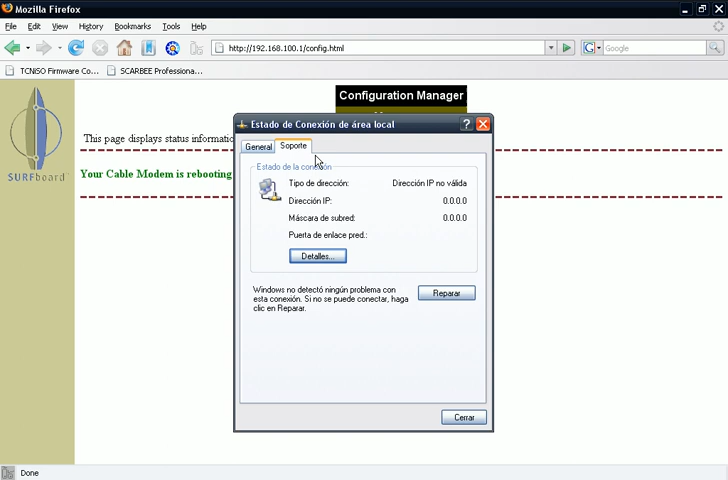 Mozilla Firefox
File Edit View History Bookmarks Tools Help
http://192.168.100.1/config.html
Google
TCNiSO Firmware Co... SCARBEE Professiona...
Configuration Manager
SURFboard
This page displays status informatio
Your Cable Modem is rebooting
Estado de Conexión de área local
General Soporte
Estado de la conexión
Tipo de dirección: Dirección IP no válida
Dirección IP: 0.0.0.0
Máscara de subred: 0.0.0.0
Puerta de enlace pred.:
Detalles...
Windows no detectó ningún problema con
esta conexión. Si no se puede conectar, haga
clic en Reparar.
Reparar
Cerrar
Done